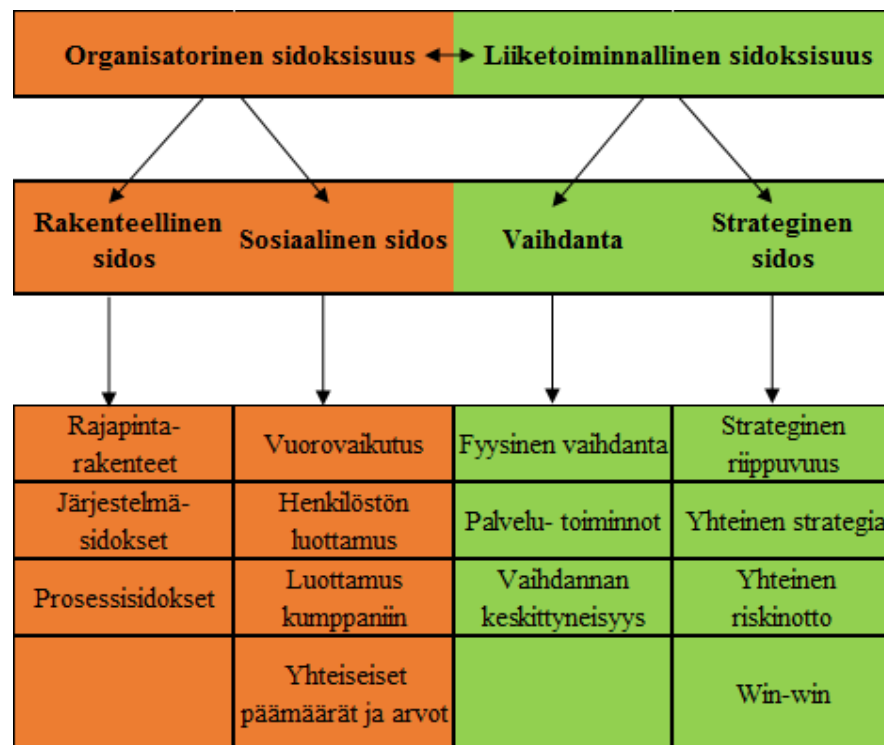 Organisatorinen sidoksisuus
Liiketoiminnallinen sidoksisuus
Rakenteellinen
sidos
Sosiaalinen sidos
Vaihdanta
Strateginen
sidos
Rajapinta-
rakenteet
Vuorovaikutus
Fyysinen vaihdanta
Strateginen
riippuvuus
Järjestelmä-
sidokset
Henkilöstön
luottamus
Palvelu- toiminnot
Yhteinen strategia
Prosessisidokset
Luottamus
kumppaniin
Vaihdannan
keskittyneisyys
Yhteinen
riskinotto
Yhteiseiset
päämäärät ja arvot
Win-win